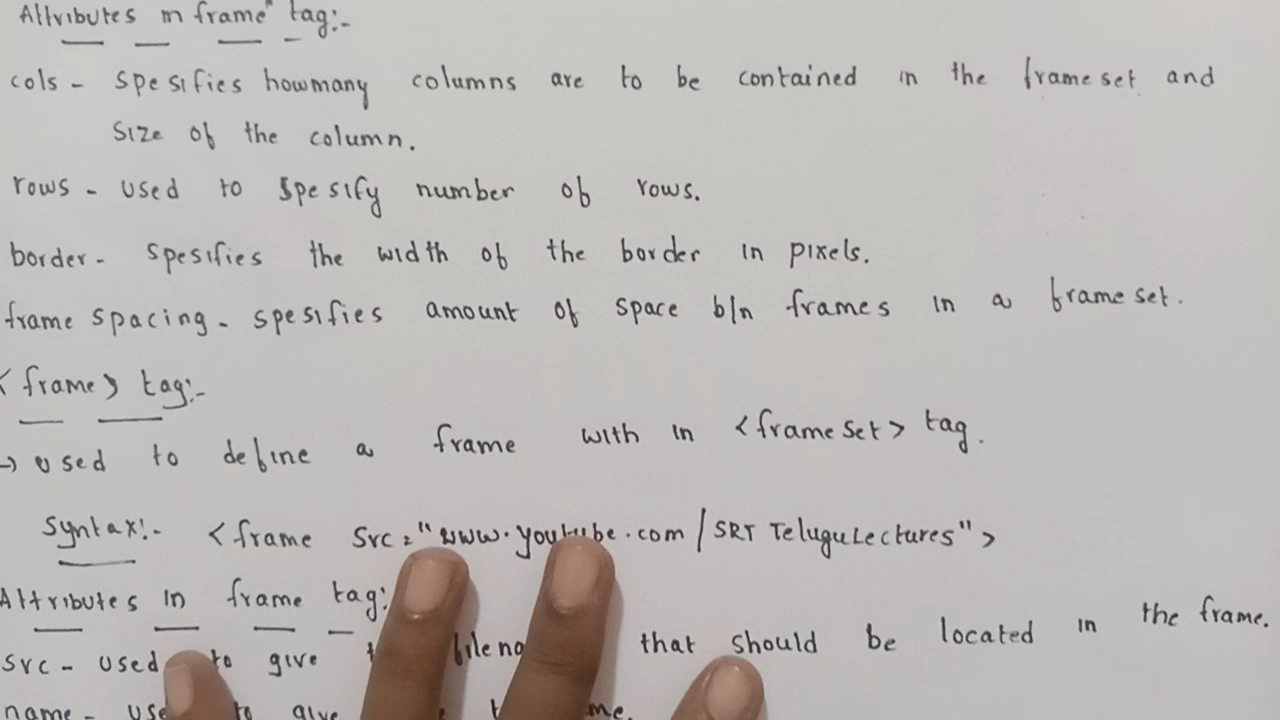 Attributes in frame" tag:-
cols - spesifies howmany columns are to be contained in the frameset and
size of the column.
rows - used to spesify number of rows.
border - spesifies the width of the border in pixels.
frame spacing - spesifies amount of space b/n frames in a frameset.
<frame> tag:-
→ used to define a frame with in <frameset> tag.
Syntax:- <frame src="www.youtube.com/SRT TeluguLectures">
Attributes in frame tag:
src - used to give that should be located in the frame.
name - to give